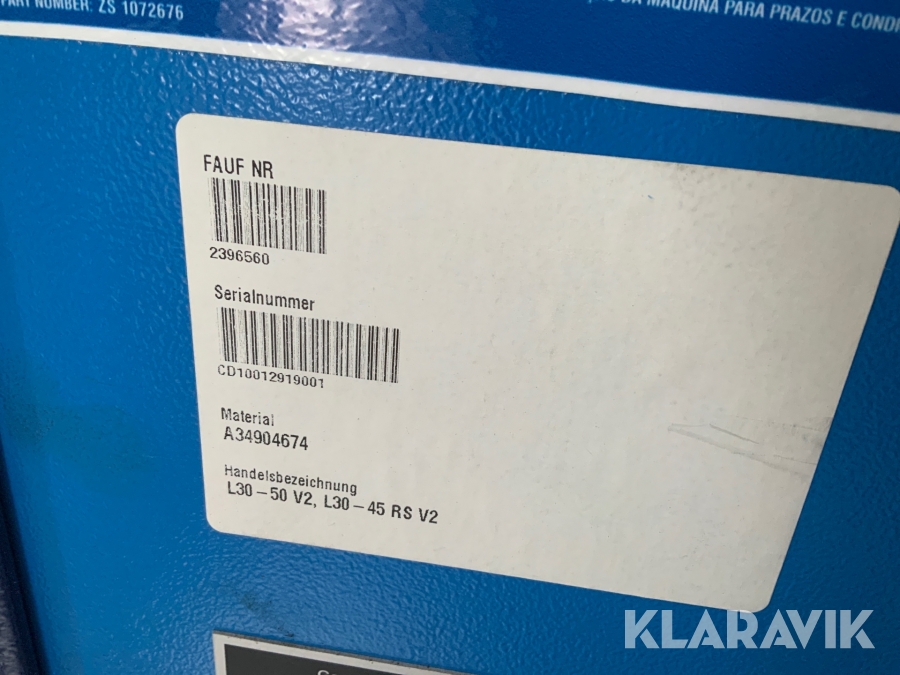 PART NUMBER: ZS 1072676
DA MAQUINA PARA PRAZOS E
FAUF NR
2396560
Serialnummer
CD10012919001
Material
A34904674
Handelsbezeichnung
L30-50 V2, L30-45 RS V2
KLARAVIK